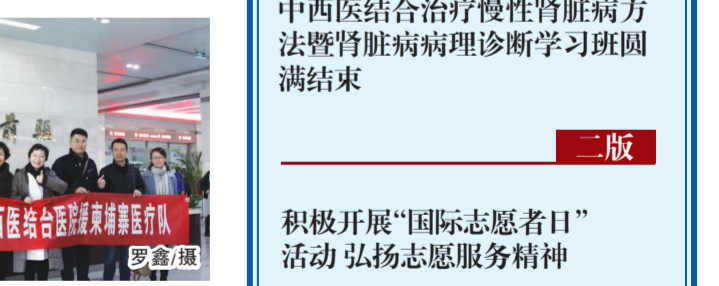 西医结合医院援柬埔寨医疗队
罗鑫/摄
中西医结合治疗慢性肾脏病方
法暨肾脏病病理诊断学习班圆
满结束
二版
积极开展“国际志愿者日”
活动 弘扬志愿服务精神